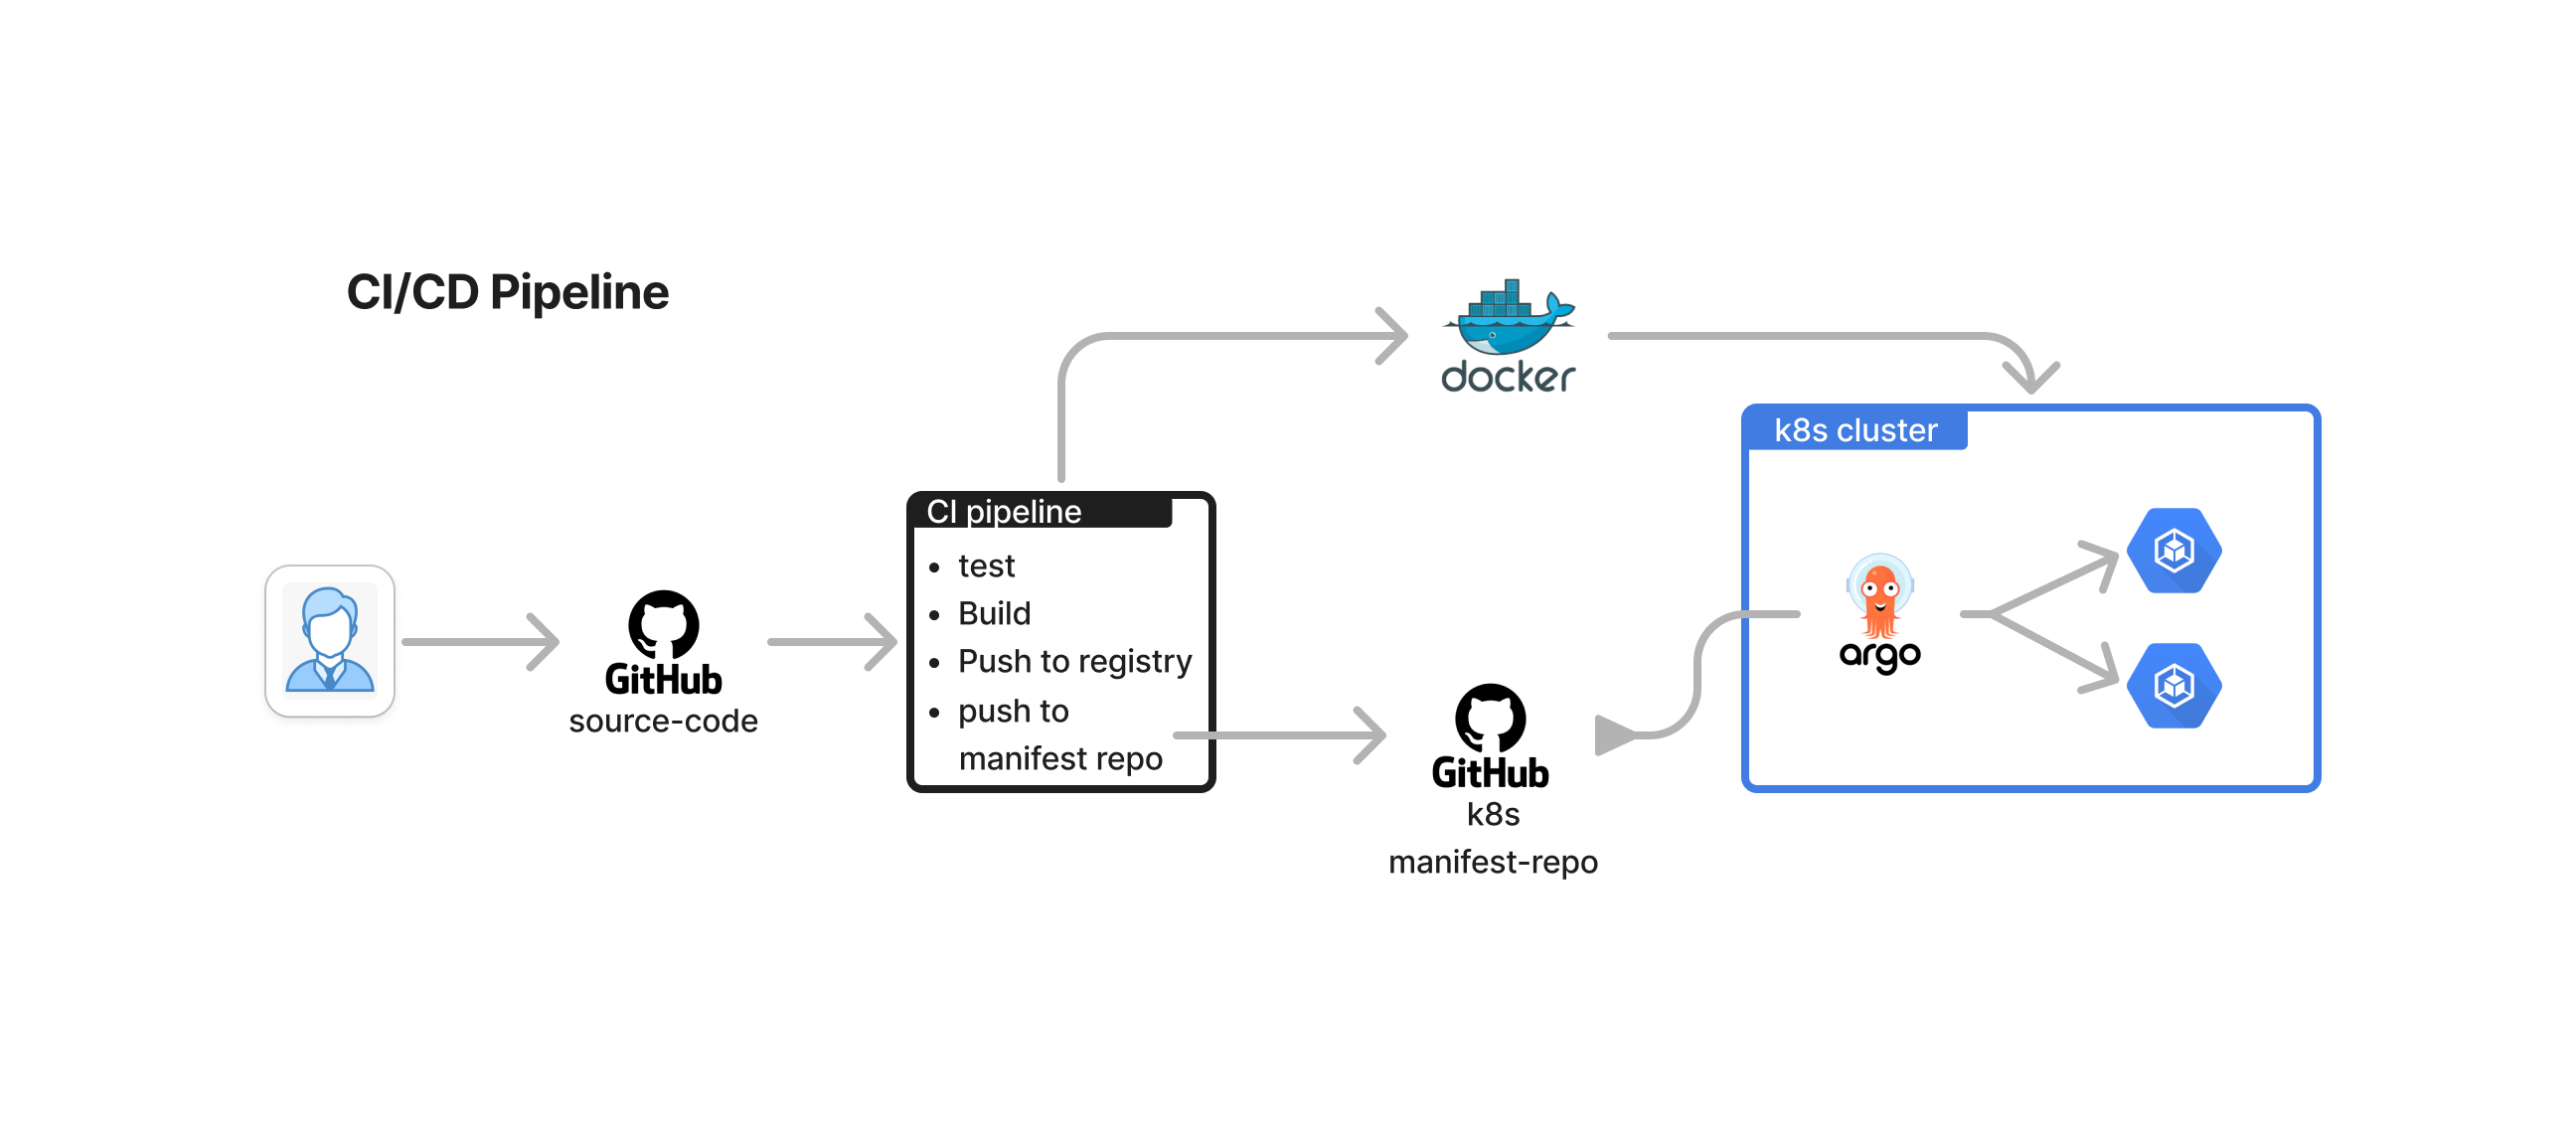 CI/CD Pipeline
docker
k8s cluster
CI pipeline
test
Build
Push to registry
push to
manifest repo
GitHub
source-code
argo
GitHub
k8s
manifest-repo